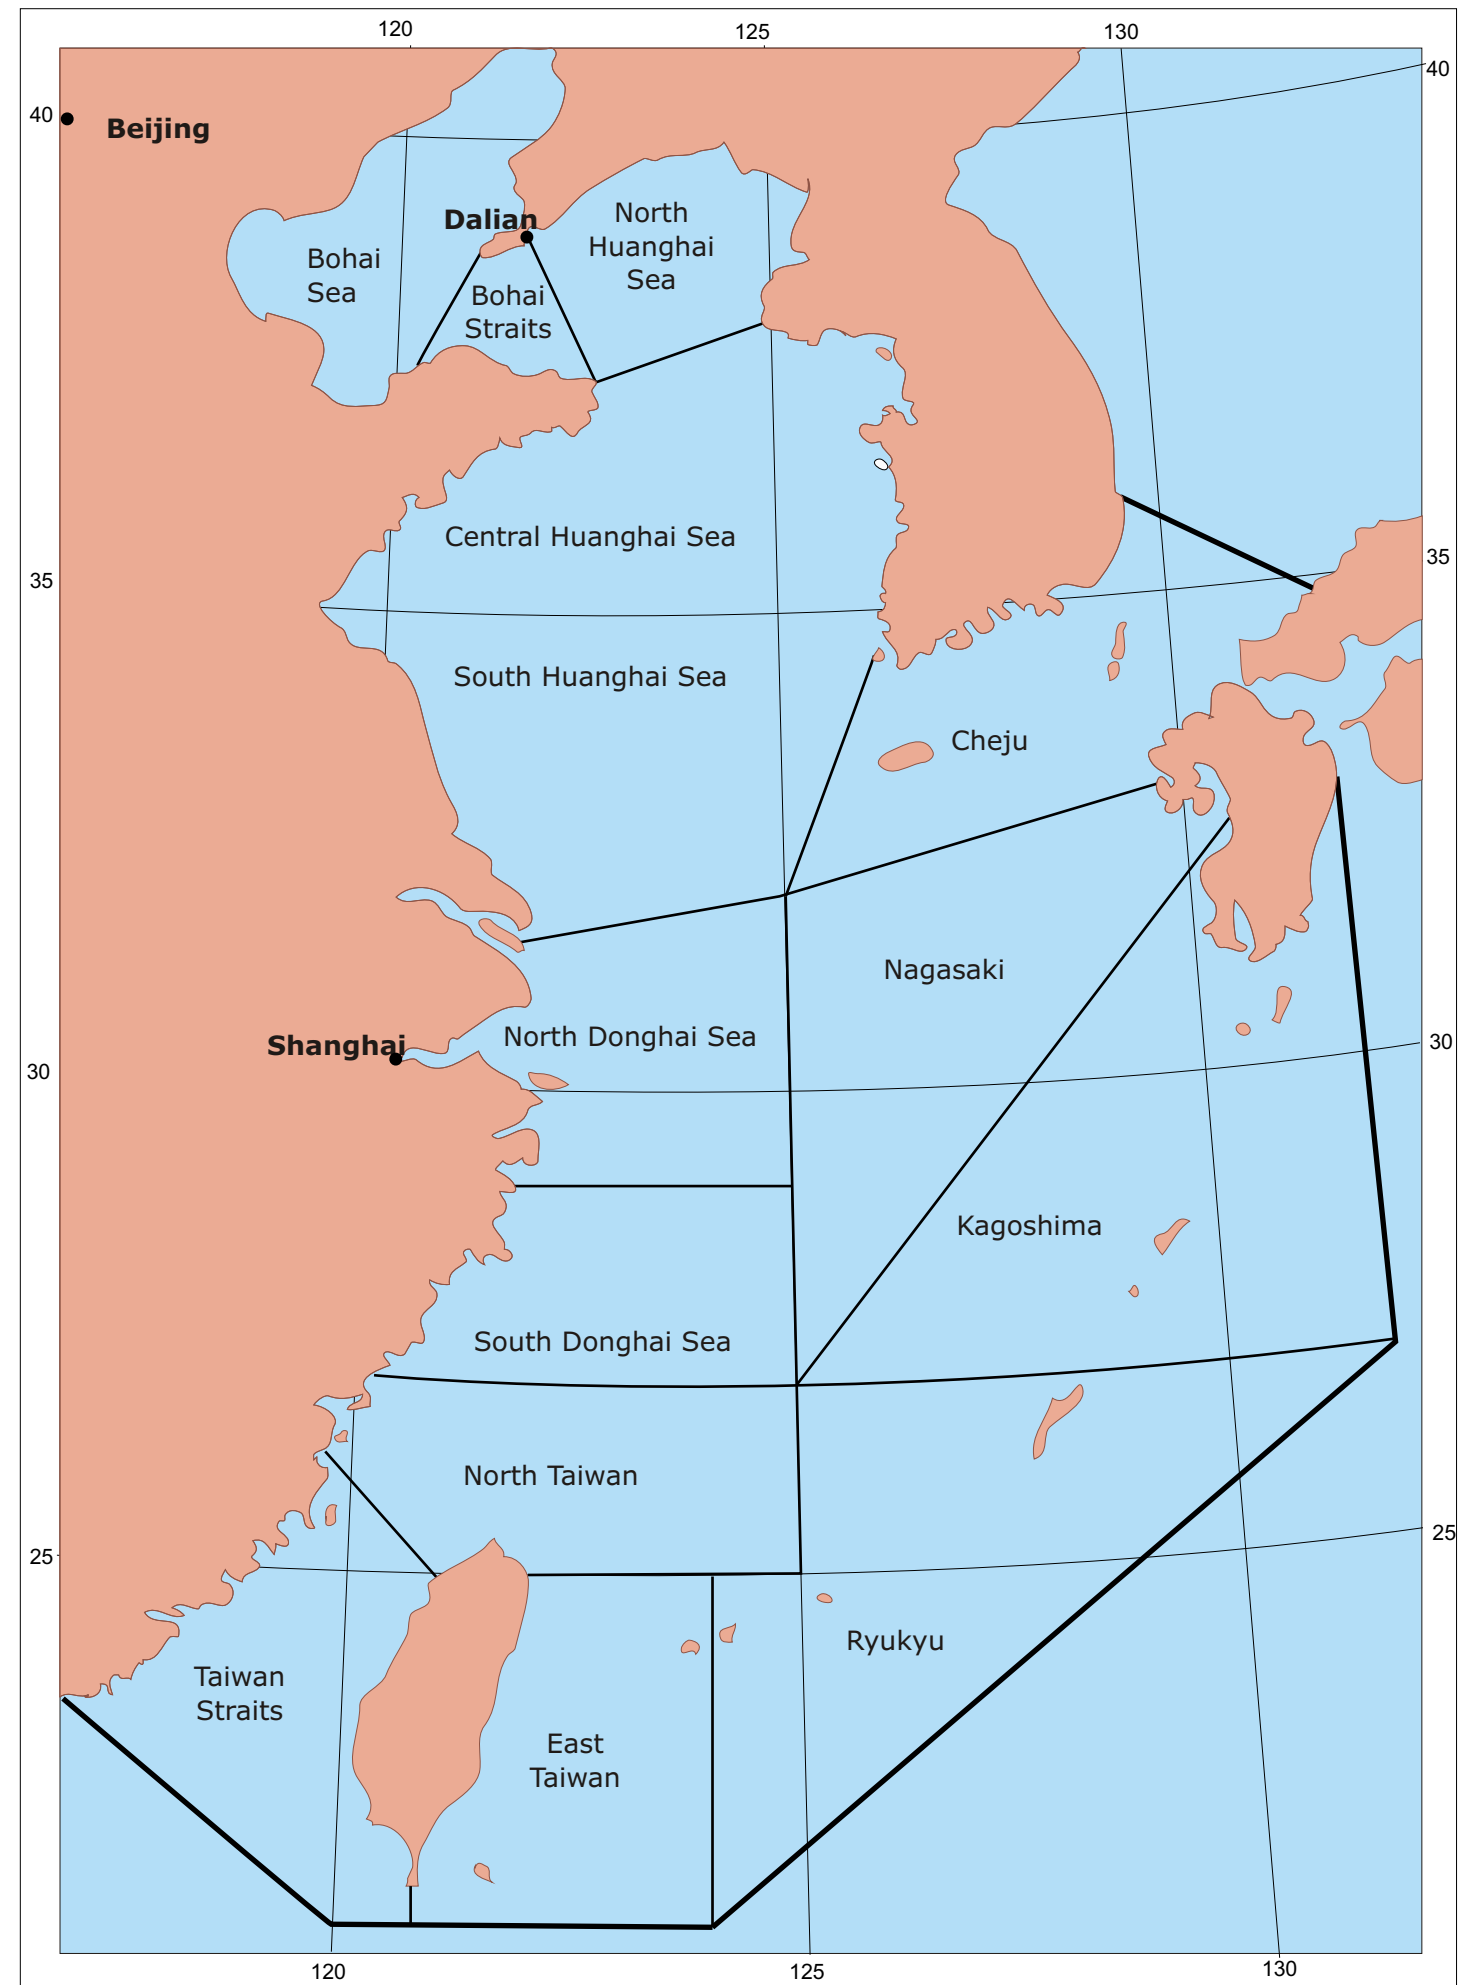 120
125
130
40
40
Beijing
Dalian
North
Huanghai
Sea
Bohai
Sea
Bohai
Straits
Central Huanghai Sea
35
35
South Huanghai Sea
Cheju
Nagasaki
North Donghai Sea
Shanghai
30
30
Kagoshima
South Donghai Sea
North Taiwan
25
25
Ryukyu
Taiwan
Straits
East
Taiwan
120
125
130